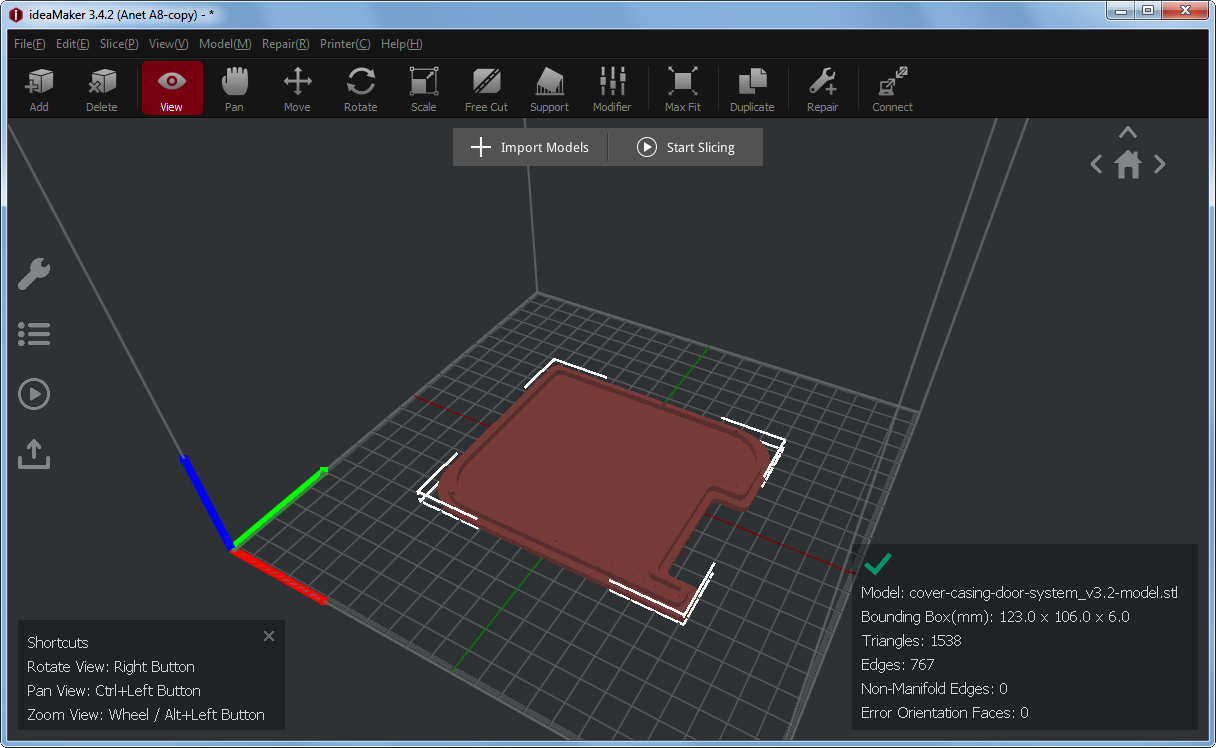 ideaMaker 3.4.2 (Anet A8-copy) - *
File(F) Edit(E) Slice(P) View(V) Model(M) Repair(R) Printer(C) Help(H)
Add Delete View Pan Move Rotate Scale Free Cut Support Modifier Max Fit Duplicate Repair Connect
Import Models Start Slicing
Model: cover-casing-door-system_v3.2-model.stl
Bounding Box(mm): 123.0 x 106.0 x 6.0
Triangles: 1538
Edges: 767
Non-Manifold Edges: 0
Error Orientation Faces: 0
Shortcuts
Rotate View: Right Button
Pan View: Ctrl+Left Button
Zoom View: Wheel / Alt+Left Button